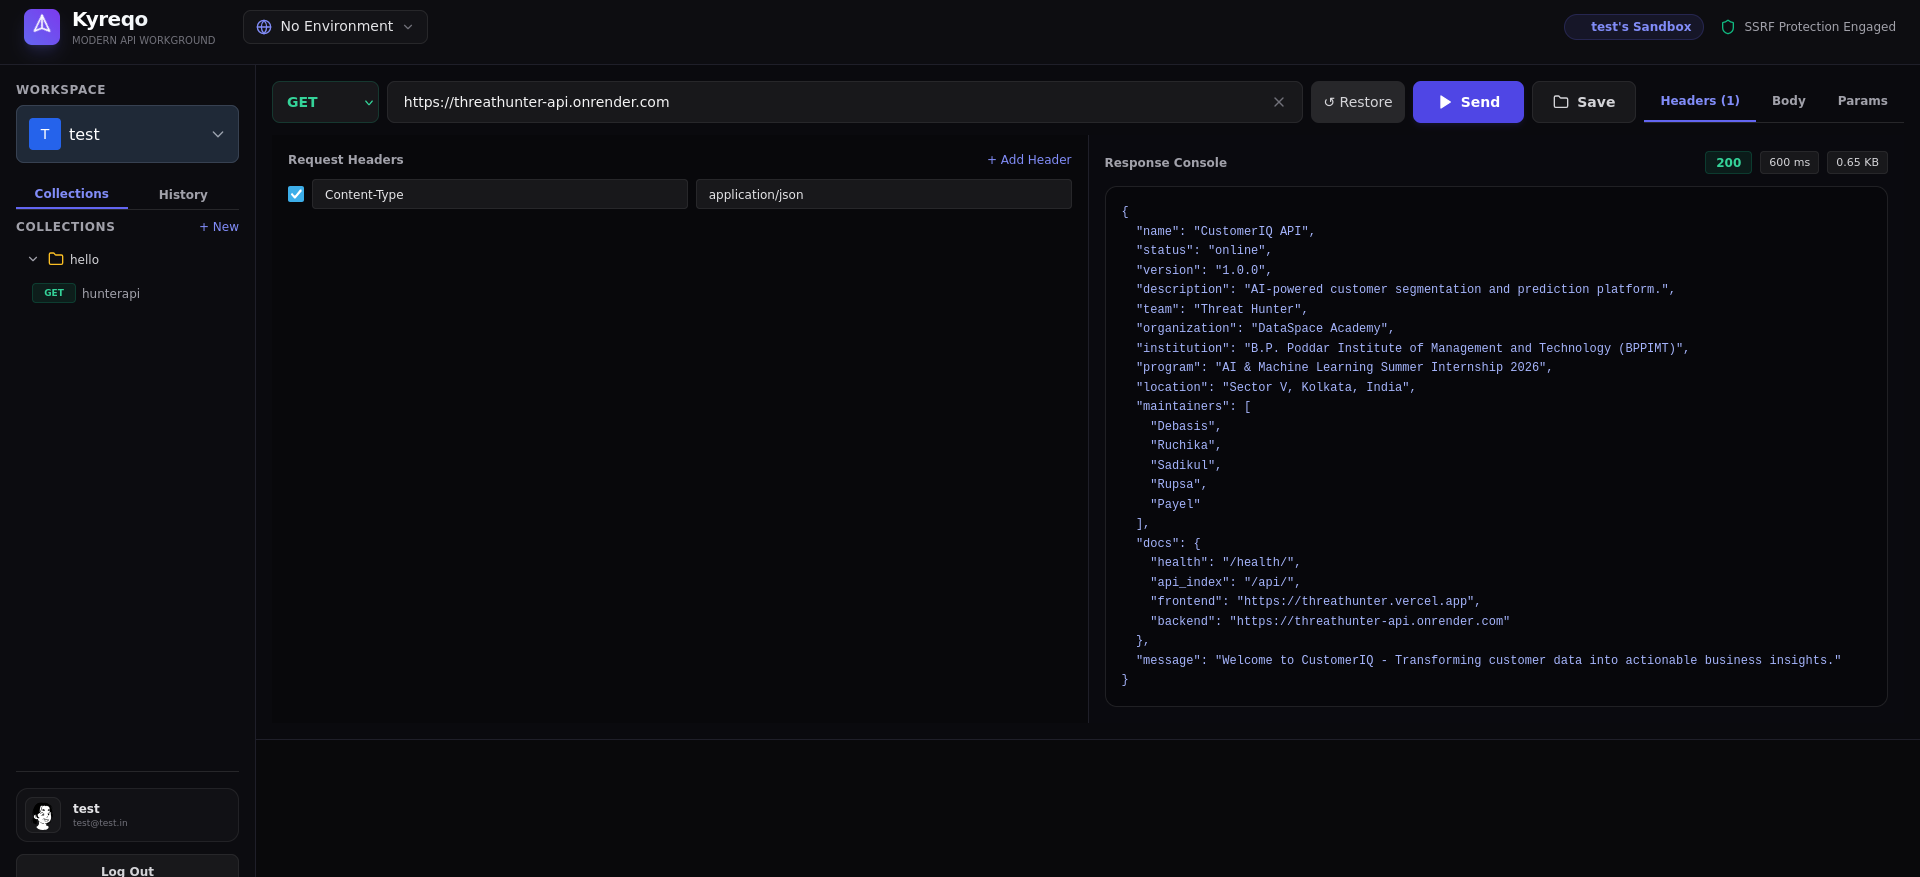 Kyreqo
MODERN API WORKGROUND
No Environment
test's Sandbox
SSRF Protection Engaged
WORKSPACE
T
test
Collections
History
COLLECTIONS
+ New
hello
GET
hunterapi
test
test@test.in
Log Out
GET
https://threathunter-api.onrender.com
↺ Restore
Send
Save
Headers (1)
Body
Params
Request Headers
+ Add Header
Content-Type
application/json
Response Console
200
600 ms
0.65 KB
{
  "name": "CustomerIQ API",
  "status": "online",
  "version": "1.0.0",
  "description": "AI-powered customer segmentation and prediction platform.",
  "team": "Threat Hunter",
  "organization": "DataSpace Academy",
  "institution": "B.P. Poddar Institute of Management and Technology (BPPIMT)",
  "program": "AI & Machine Learning Summer Internship 2026",
  "location": "Sector V, Kolkata, India",
  "maintainers": [
    "Debasis",
    "Ruchika",
    "Sadikul",
    "Rupsa",
    "Payel"
  ],
  "docs": {
    "health": "/health/",
    "api_index": "/api/",
    "frontend": "https://threathunter.vercel.app",
    "backend": "https://threathunter-api.onrender.com"
  },
  "message": "Welcome to CustomerIQ - Transforming customer data into actionable business insights."
}